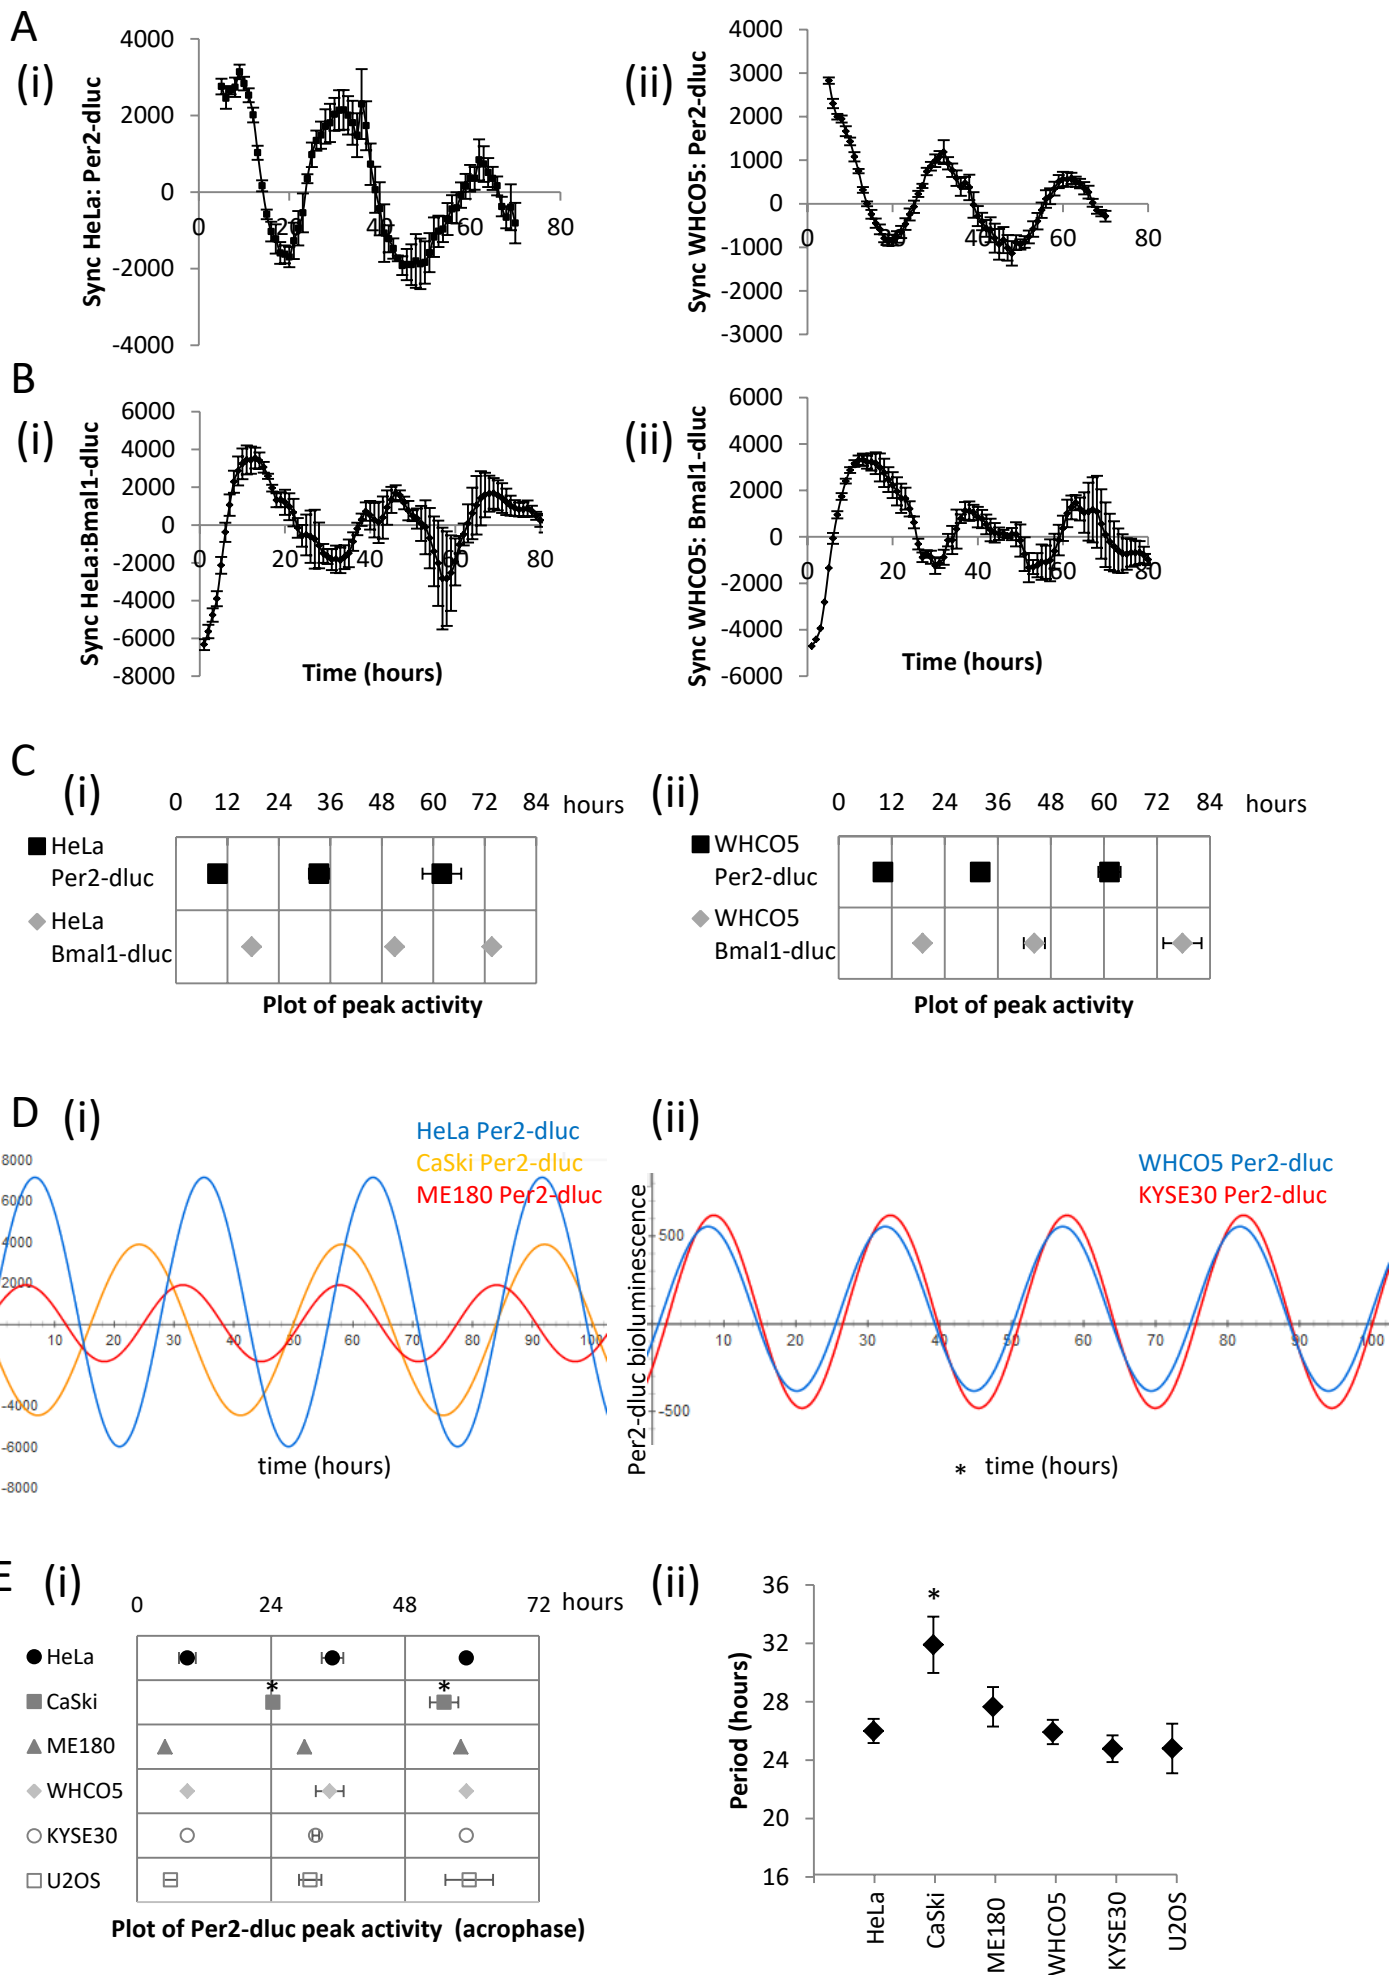 A
(i)
(ii)
Sync HeLa: Per2-dluc
4000
2000
0
-2000
-4000
0 20 40 60 80
Sync WHCO5: Per2-dluc
4000
3000
2000
1000
0
-1000
-2000
-3000
0 20 40 60 80
B
(i)
(ii)
Sync HeLa:Bmal1-dluc
6000
4000
2000
0
-2000
-4000
-6000
-8000
0 20 40 60 80
Time (hours)
Sync WHCO5: Bmal1-dluc
6000
4000
2000
0
-2000
-4000
-6000
0 20 40 60 80
Time (hours)
C
(i)
0 12 24 36 48 60 72 84 hours
HeLa
Per2-dluc
HeLa
Bmal1-dluc
Plot of peak activity
(ii)
0 12 24 36 48 60 72 84 hours
WHCO5
Per2-dluc
WHCO5
Bmal1-dluc
Plot of peak activity
D
(i)
HeLa Per2-dluc
CaSki Per2-dluc
ME180 Per2-dluc
8000
6000
4000
2000
-4000
-6000
-8000
10 20 30 40 50 60 70 80 90 100
time (hours)
(ii)
WHCO5 Per2-dluc
KYSE30 Per2-dluc
Per2-dluc bioluminescence
500
-500
10 20 30 40 50 60 70 80 90 100
* time (hours)
E
(i)
0 24 48 72 hours
HeLa
* *
CaSki
ME180
WHCO5
KYSE30
U2OS
Plot of Per2-dluc peak activity (acrophase)
(ii)
Period (hours)
36
32
28
24
20
16
*
HeLa
CaSki
ME180
WHCO5
KYSE30
U2OS